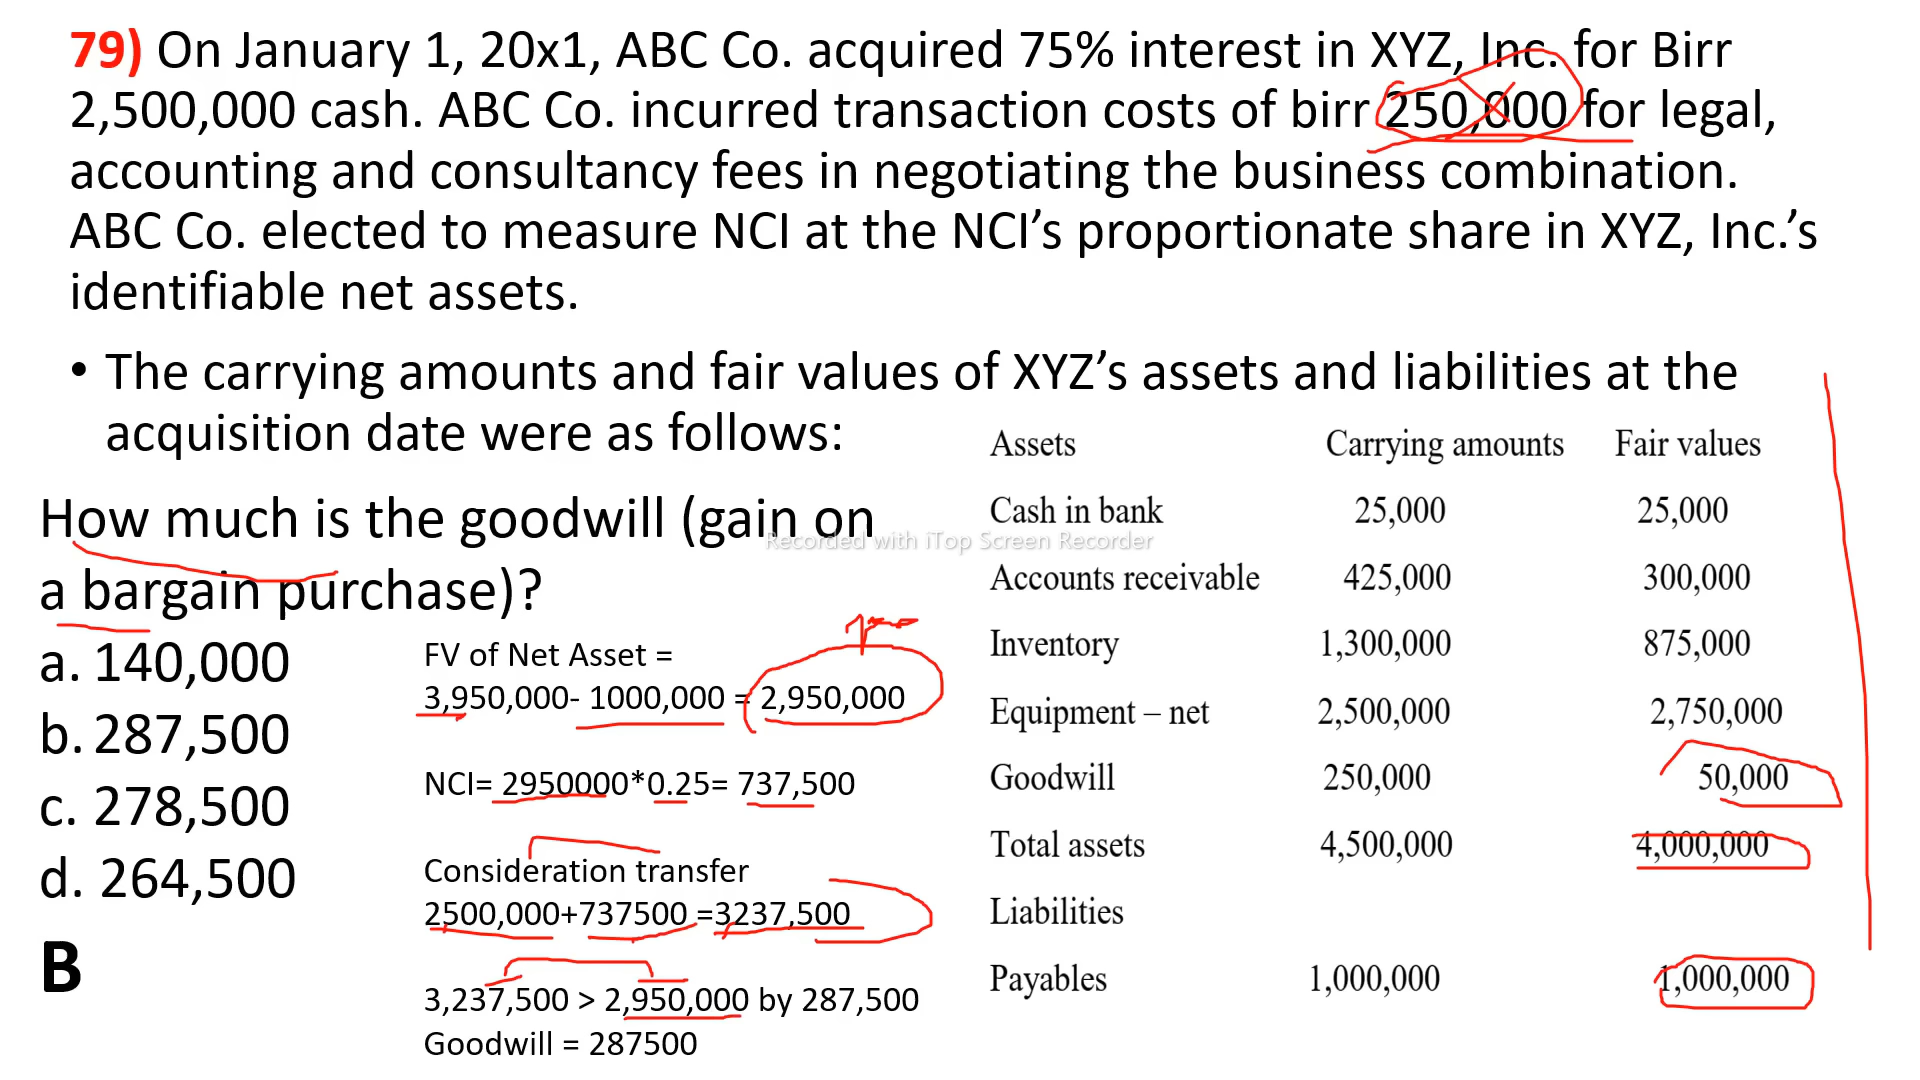 79) On January 1, 20x1, ABC Co. acquired 75% interest in XYZ, Inc. for Birr
2,500,000 cash. ABC Co. incurred transaction costs of birr 250,000 for legal,
accounting and consultancy fees in negotiating the business combination.
ABC Co. elected to measure NCI at the NCI’s proportionate share in XYZ, Inc.’s
identifiable net assets.
• The carrying amounts and fair values of XYZ’s assets and liabilities at the
acquisition date were as follows:
How much is the goodwill (gain on
a bargain purchase)?
a. 140,000
b. 287,500
c. 278,500
d. 264,500
B
FV of Net Asset =
3,950,000- 1000,000 = 2,950,000
NCI= 2950000*0.25= 737,500
Consideration transfer
2500,000+737500 =3237,500
3,237,500 > 2,950,000 by 287,500
Goodwill = 287500
Assets Carrying amounts Fair values
Cash in bank 25,000 25,000
Recorded with iTop Screen Recorder
Accounts receivable 425,000 300,000
Inventory 1,300,000 875,000
Equipment – net 2,500,000 2,750,000
Goodwill 250,000 50,000
Total assets 4,500,000 4,000,000
Liabilities
Payables 1,000,000 1,000,000